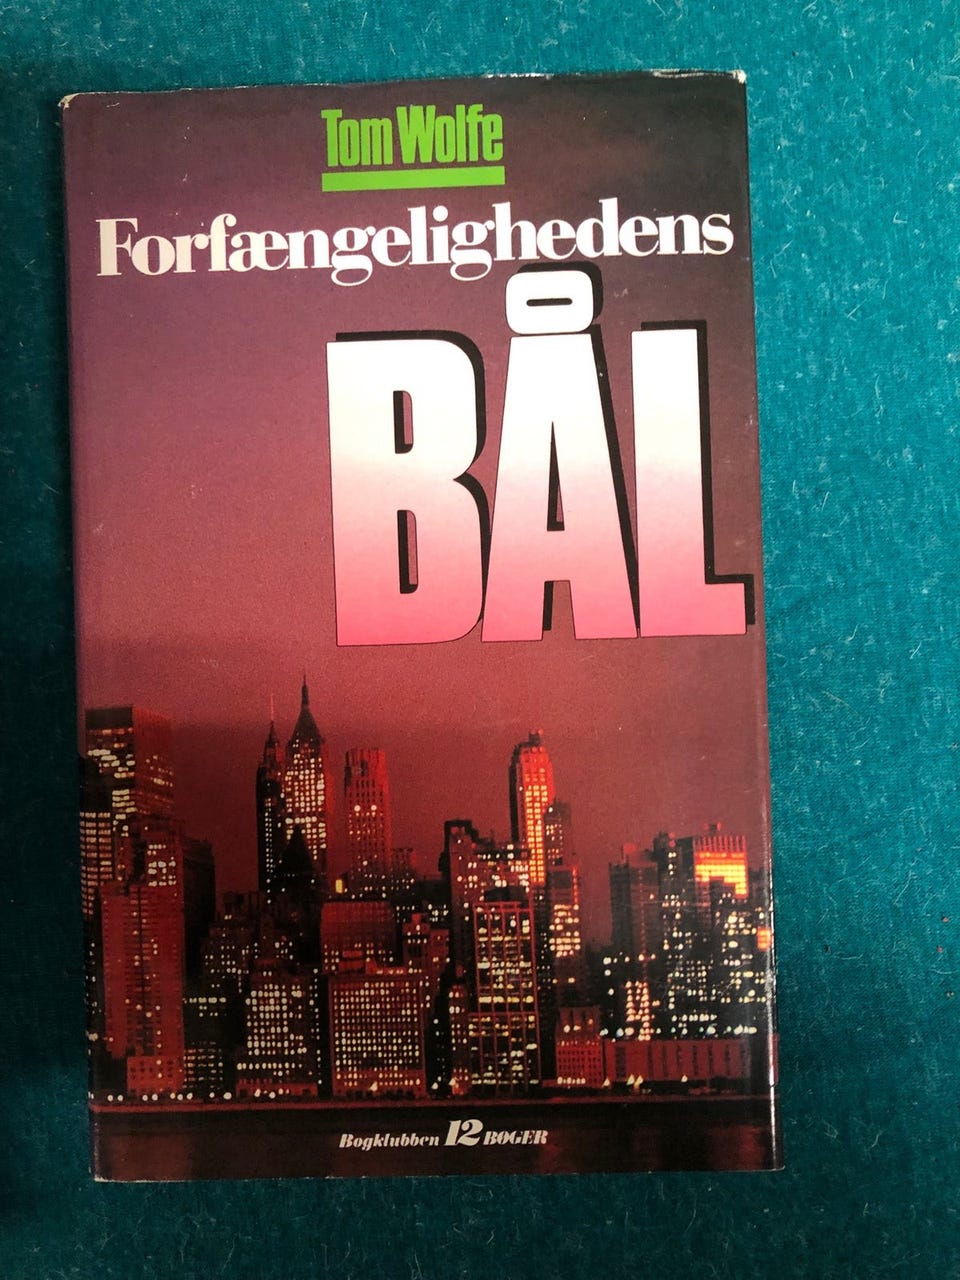 Tom Wolfe
Forfængelighedens
BÅL
Bogklubben 12 BØGER